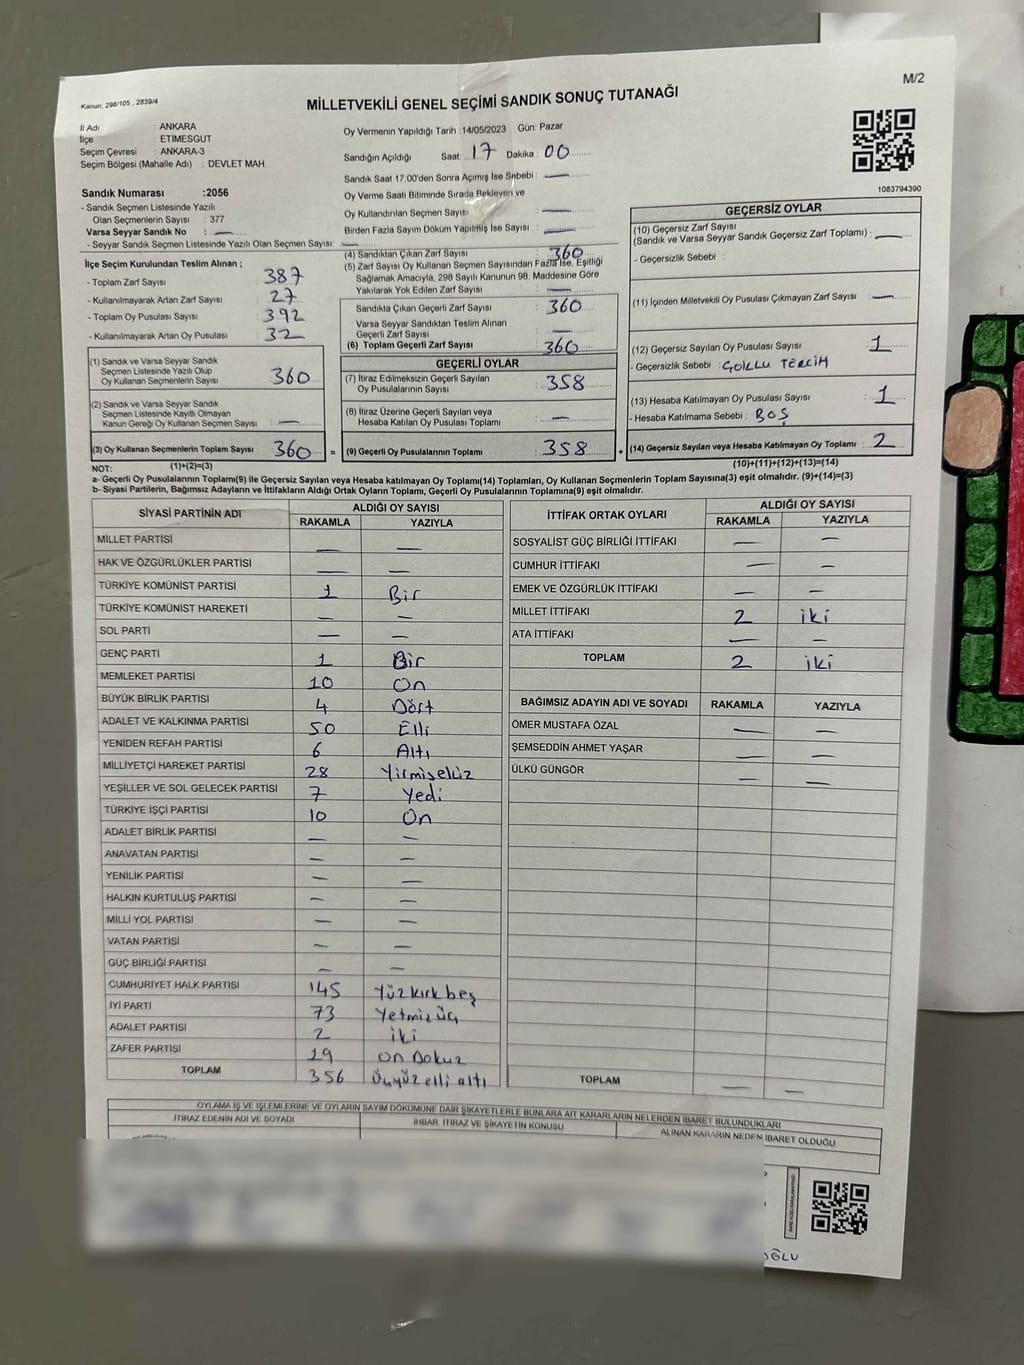 M/2
Kanun: 298/105 , 2839/4
MİLLETVEKİLİ GENEL SEÇİMİ SANDIK SONUÇ TUTANAĞI
İl Adı : ANKARA
İlçe : ETİMESGUT
Seçim Çevresi : ANKARA-3
Seçim Bölgesi (Mahalle Adı) : DEVLET MAH.
Oy Vermenin Yapıldığı Tarih : 14/05/2023 Gün: Pazar
Sandığın Açıldığı Saat : 17 Dakika : 00
Sandık Saat 17:00'den Sonra Açılmış İse Sebebi : —
Oy Verme Saati Bitiminde Sırada Bekleyen ve
Oy Kullandırılan Seçmen Sayısı : —
Birden Fazla Sayım Döküm Yapılmış İse Sayısı : —
1083794390
Sandık Numarası :2056
- Sandık Seçmen Listesinde Yazılı
Olan Seçmenlerin Sayısı : 377
Varsa Seyyar Sandık No : —
- Seyyar Sandık Seçmen Listesinde Yazılı Olan Seçmen Sayısı: —
İlçe Seçim Kurulundan Teslim Alınan ;
- Toplam Zarf Sayısı : 387
- Kullanılmayarak Artan Zarf Sayısı : 27
- Toplam Oy Pusulası Sayısı : 392
- Kullanılmayarak Artan Oy Pusulası : 32
(1) Sandık ve Varsa Seyyar Sandık
Seçmen Listesinde Yazılı Olup
Oy Kullanan Seçmenlerin Sayısı : 360
(2) Sandık ve Varsa Seyyar Sandık
Seçmen Listesinde Kayıtlı Olmayan
Kanun Gereği Oy Kullanan Seçmen Sayısı : —
(3) Oy Kullanan Seçmenlerin Toplam Sayısı : 360
(4) Sandıktan Çıkan Zarf Sayısı : 360
(5) Zarf Sayısı Oy Kullanan Seçmen Sayısından Fazla İse, Eşitliği
Sağlamak Amacıyla, 298 Sayılı Kanunun 98. Maddesine Göre
Yakılarak Yok Edilen Zarf Sayısı : —
Sandıkta Çıkan Geçerli Zarf Sayısı : 360
Varsa Seyyar Sandıktan Teslim Alınan
Geçerli Zarf Sayısı : —
(6) Toplam Geçerli Zarf Sayısı : 360
GEÇERLİ OYLAR
(7) İtiraz Edilmeksizin Geçerli Sayılan
Oy Pusulalarının Sayısı : 358
(8) İtiraz Üzerine Geçerli Sayılan veya
Hesaba Katılan Oy Pusulası Toplamı : —
= (9) Geçerli Oy Pusulalarının Toplamı : 358 +
GEÇERSİZ OYLAR
(10) Geçersiz Zarf Sayısı
(Sandık ve Varsa Seyyar Sandık Geçersiz Zarf Toplamı) : —
- Geçersizlik Sebebi :
(11) İçinden Milletvekili Oy Pusulası Çıkmayan Zarf Sayısı : —
(12) Geçersiz Sayılan Oy Pusulası Sayısı : 1
- Geçersizlik Sebebi : ÇOKLU TERCİH
(13) Hesaba Katılmayan Oy Pusulası Sayısı : 1
- Hesaba Katılmama Sebebi : BOŞ
(14) Geçersiz Sayılan veya Hesaba Katılmayan Oy Toplamı : 2
NOT: (1)+(2)=(3)
(10)+(11)+(12)+(13)=(14)
a- Geçerli Oy Pusulalarının Toplamı(9) ile Geçersiz Sayılan veya Hesaba Katılmayan Oy Toplamı(14) Toplamları, Oy Kullanan Seçmenlerin Toplam Sayısına(3) eşit olmalıdır. (9)+(14)=(3)
b- Siyasi Partilerin, Bağımsız Adayların ve İttifakların Aldığı Ortak Oyların Toplamı, Geçerli Oy Pusulalarının Toplamına(9) eşit olmalıdır.
SİYASİ PARTİNİN ADI ALDIĞI OY SAYISI
RAKAMLA YAZIYLA
MİLLET PARTİSİ — —
HAK VE ÖZGÜRLÜKLER PARTİSİ — —
TÜRKİYE KOMÜNİST PARTİSİ 1 Bir
TÜRKİYE KOMÜNİST HAREKETİ — —
SOL PARTİ — —
GENÇ PARTİ 1 Bir
MEMLEKET PARTİSİ 10 On
BÜYÜK BİRLİK PARTİSİ 4 Dört
ADALET VE KALKINMA PARTİSİ 50 Elli
YENİDEN REFAH PARTİSİ 6 Altı
MİLLİYETÇİ HAREKET PARTİSİ 28 Yirmisekiz
YEŞİLLER VE SOL GELECEK PARTİSİ 7 Yedi
TÜRKİYE İŞÇİ PARTİSİ 10 On
ADALET BİRLİK PARTİSİ — —
ANAVATAN PARTİSİ — —
YENİLİK PARTİSİ — —
HALKIN KURTULUŞ PARTİSİ — —
MİLLİ YOL PARTİSİ — —
VATAN PARTİSİ — —
GÜÇ BİRLİĞİ PARTİSİ — —
CUMHURİYET HALK PARTİSİ 145 Yüzkırkbeş
İYİ PARTİ 73 Yetmişüç
ADALET PARTİSİ 2 iki
ZAFER PARTİSİ 19 On Dokuz
TOPLAM 356 Üçyüzelli altı
İTTİFAK ORTAK OYLARI ALDIĞI OY SAYISI
RAKAMLA YAZIYLA
SOSYALİST GÜÇ BİRLİĞİ İTTİFAKI — —
CUMHUR İTTİFAKI — —
EMEK VE ÖZGÜRLÜK İTTİFAKI — —
MİLLET İTTİFAKI 2 iki
ATA İTTİFAKI — —
TOPLAM 2 iki
BAĞIMSIZ ADAYIN ADI VE SOYADI RAKAMLA YAZIYLA
ÖMER MUSTAFA ÖZAL — —
ŞEMSEDDİN AHMET YAŞAR — —
ÜLKÜ GÜNGÖR — —
TOPLAM — —
OYLAMA İŞ VE İŞLEMLERİNE VE OYLARIN SAYIM DÖKÜMÜNE DAİR ŞİKAYETLERLE BUNLARA AİT KARARLARIN NELERDEN İBARET BULUNDUKLARI
İTİRAZ EDENİN ADI VE SOYADI İHBAR, İTİRAZ VE ŞİKAYETİN KONUSU ALINAN KARARIN NEDEN İBARET OLDUĞU
OĞLU